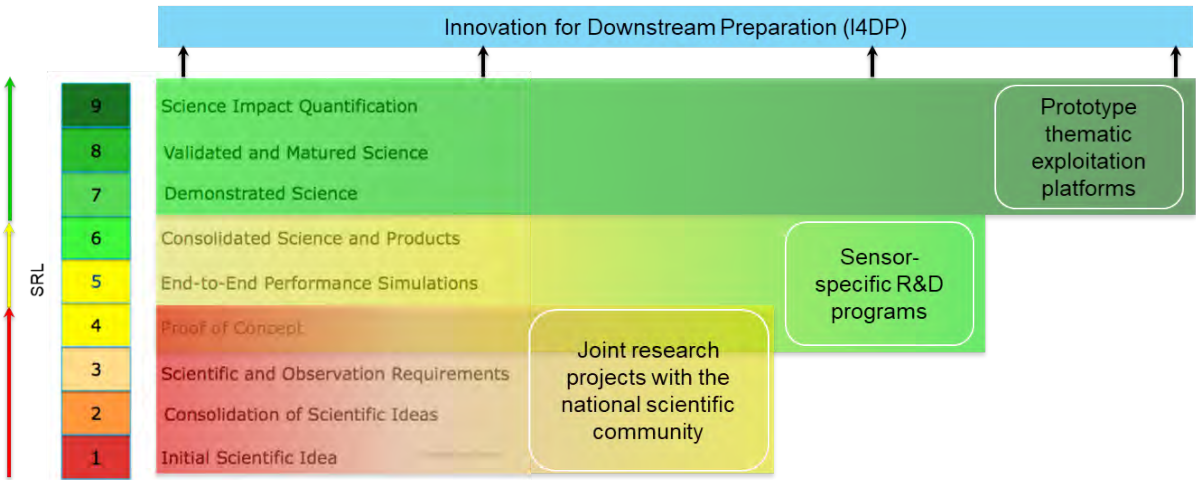 Innovation for Downstream Preparation (I4DP)
SRL
9 Science Impact Quantification
8 Validated and Matured Science
7 Demonstrated Science
Prototype
thematic
exploitation
platforms
6 Consolidated Science and Products
5 End-to-End Performance Simulations
Sensor-
specific R&D
programs
4 Proof of Concept
3 Scientific and Observation Requirements
2 Consolidation of Scientific Ideas
1 Initial Scientific Idea
Joint research
projects with the
national scientific
community